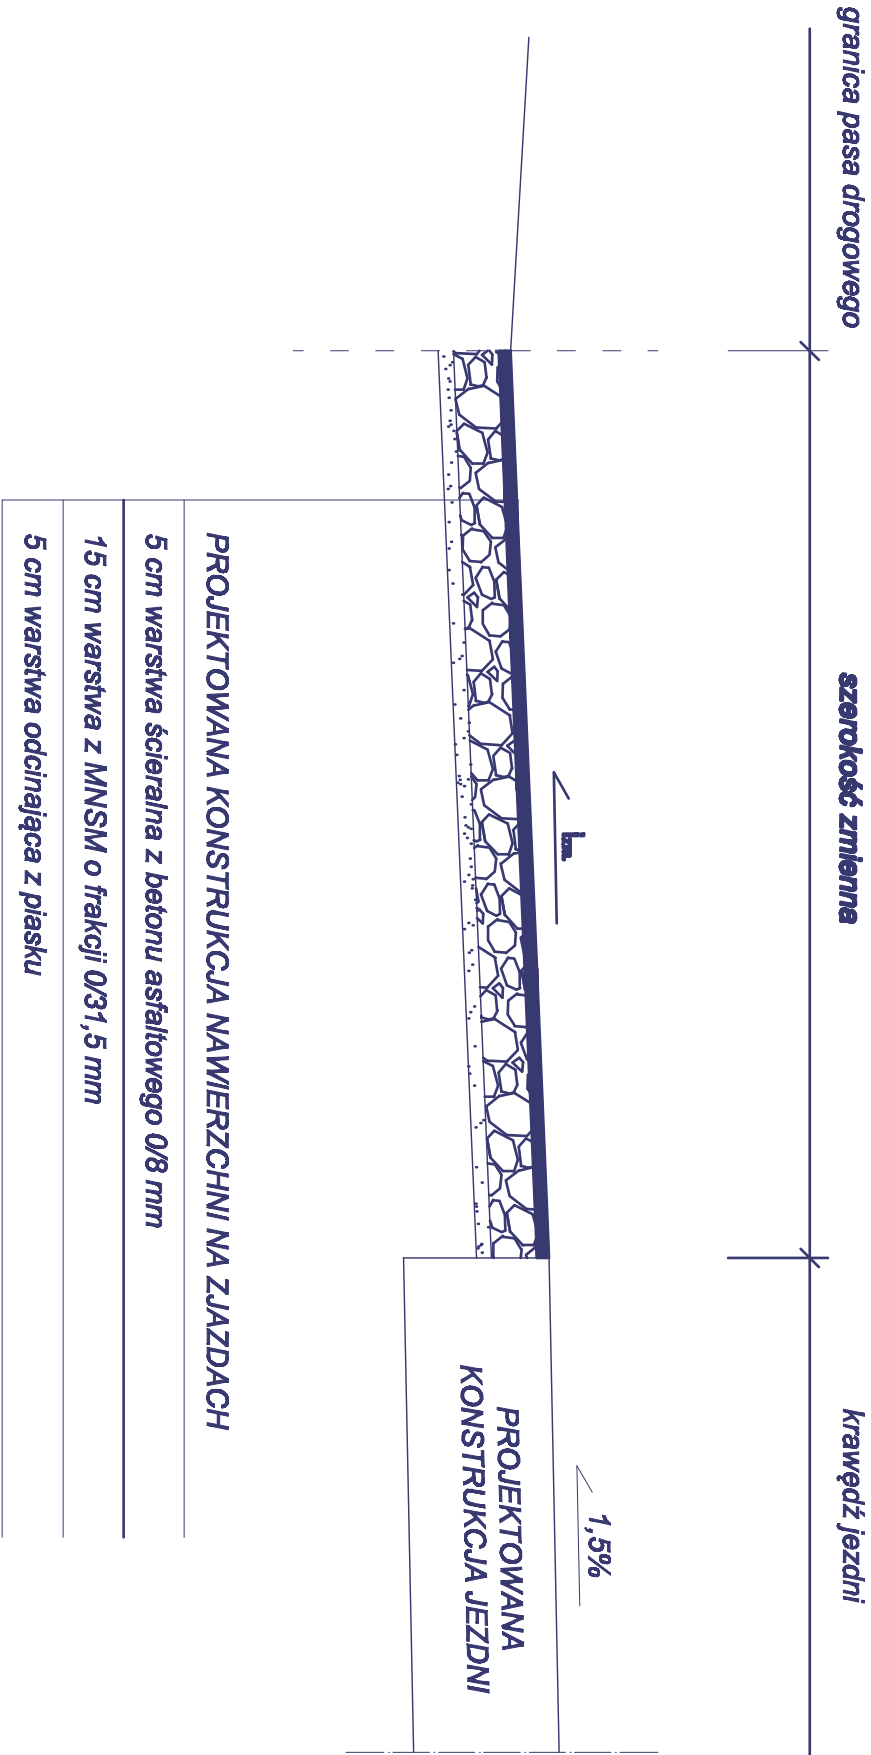 granica pasa drogowego
szerokość zmienna
krawędź jezdni
1,5%
i zm.
PROJEKTOWANA
KONSTRUKCJA JEZDNI
PROJEKTOWANA KONSTRUKCJA NAWIERZCHNI NA ZJAZDACH
5 cm warstwa ścieralna z betonu asfaltowego 0/8 mm
15 cm warstwa z MNSM o frakcji 0/31,5 mm
5 cm warstwa odcinająca z piasku